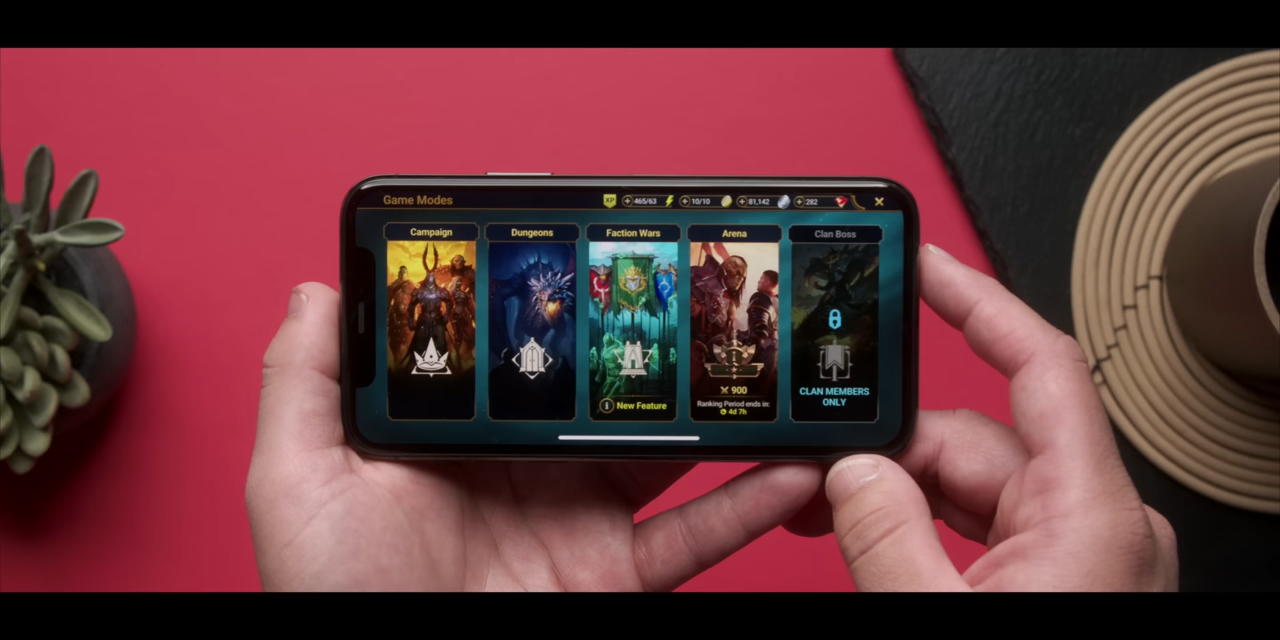 Game Modes
XP
465/63
10/10
81,142
282
Campaign
Dungeons
Faction Wars
Arena
Clan Boss
New Feature
900
Ranking Period ends in:
4d 7h
CLAN MEMBERS
ONLY